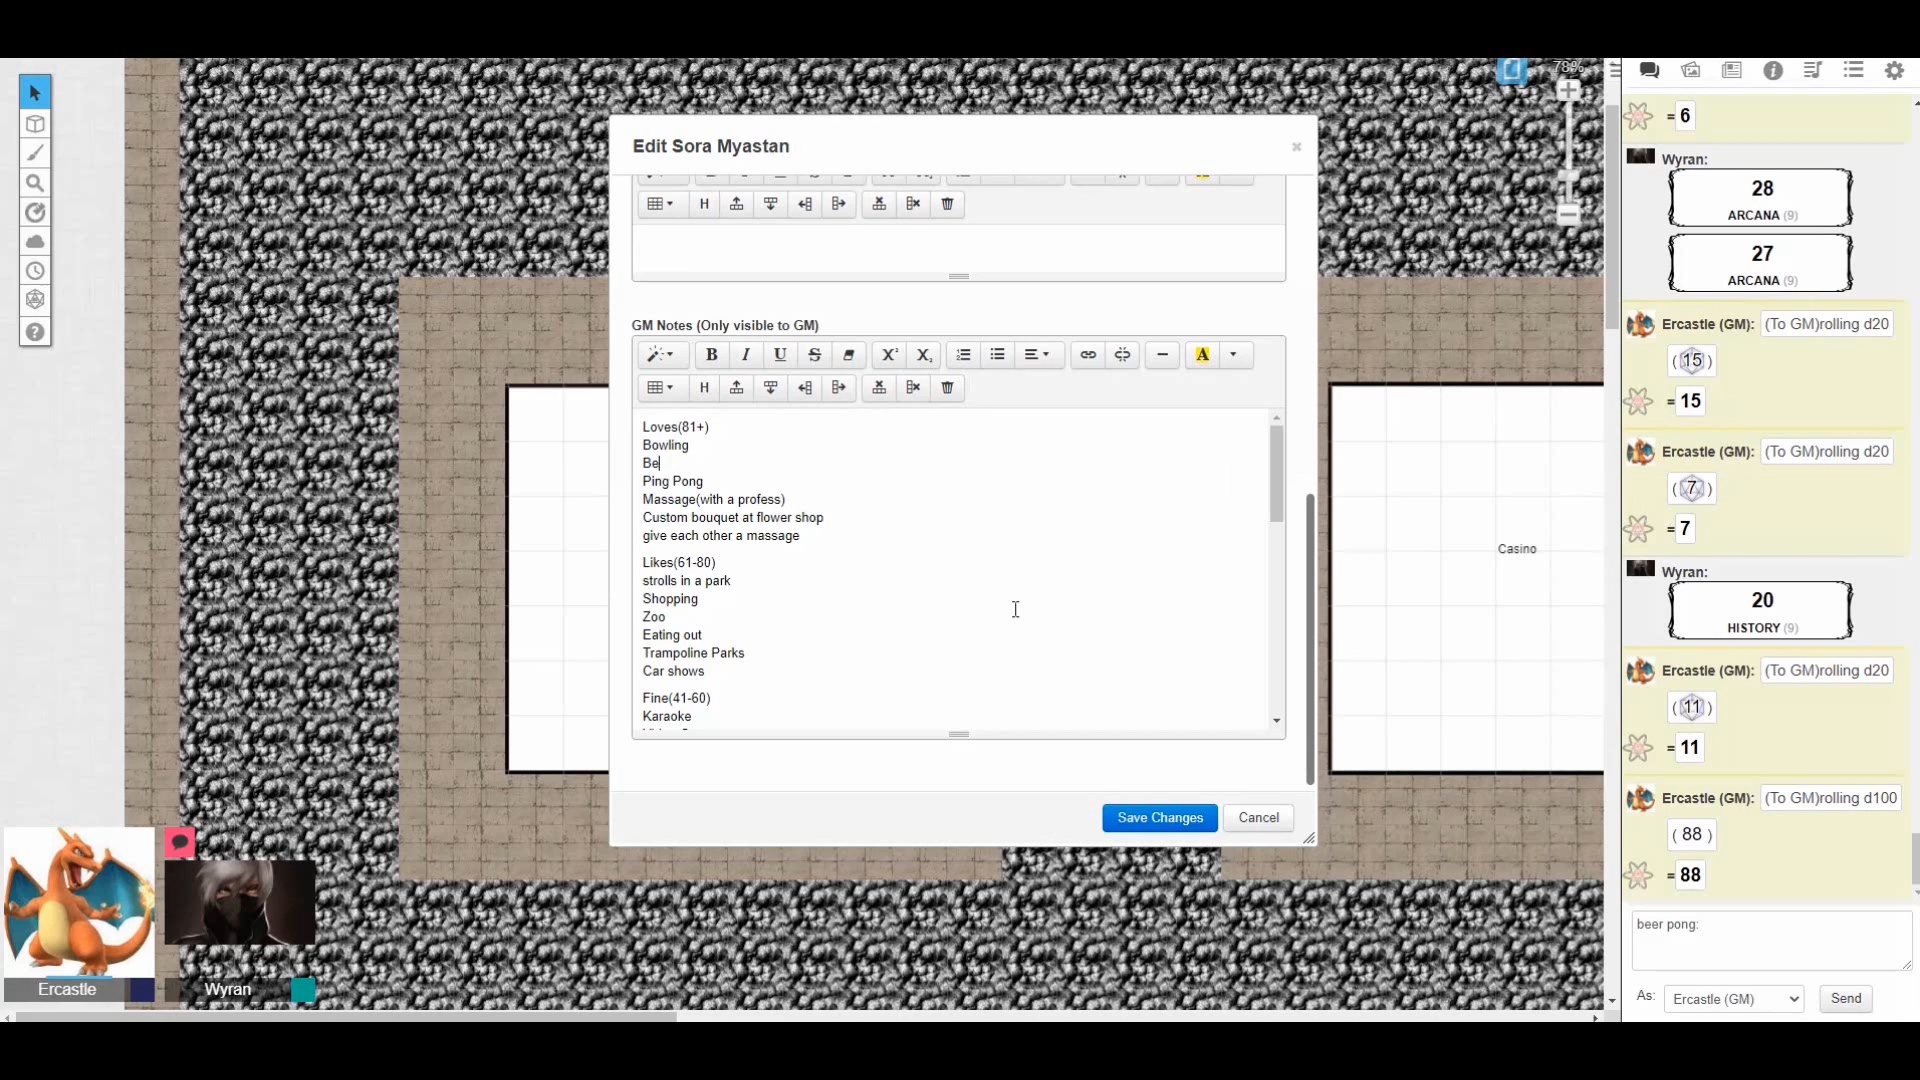 78%
Edit Sora Myastan
×
H
GM Notes (Only visible to GM)
B I U S X² X₂ A
H
Loves(81+)
Bowling
Be
Ping Pong
Massage(with a profess)
Custom bouquet at flower shop
give each other a massage
Likes(61-80)
strolls in a park
Shopping
Zoo
Eating out
Trampoline Parks
Car shows
Fine(41-60)
Karaoke
Save Changes
Cancel
Casino
Ercastle
Wyran
= 6
Wyran:
28
ARCANA (9)
27
ARCANA (9)
Ercastle (GM): (To GM)rolling d20
(15)
= 15
Ercastle (GM): (To GM)rolling d20
(7)
= 7
Wyran:
20
HISTORY (9)
Ercastle (GM): (To GM)rolling d20
(11)
= 11
Ercastle (GM): (To GM)rolling d100
(88)
= 88
beer pong:
As: Ercastle (GM) Send